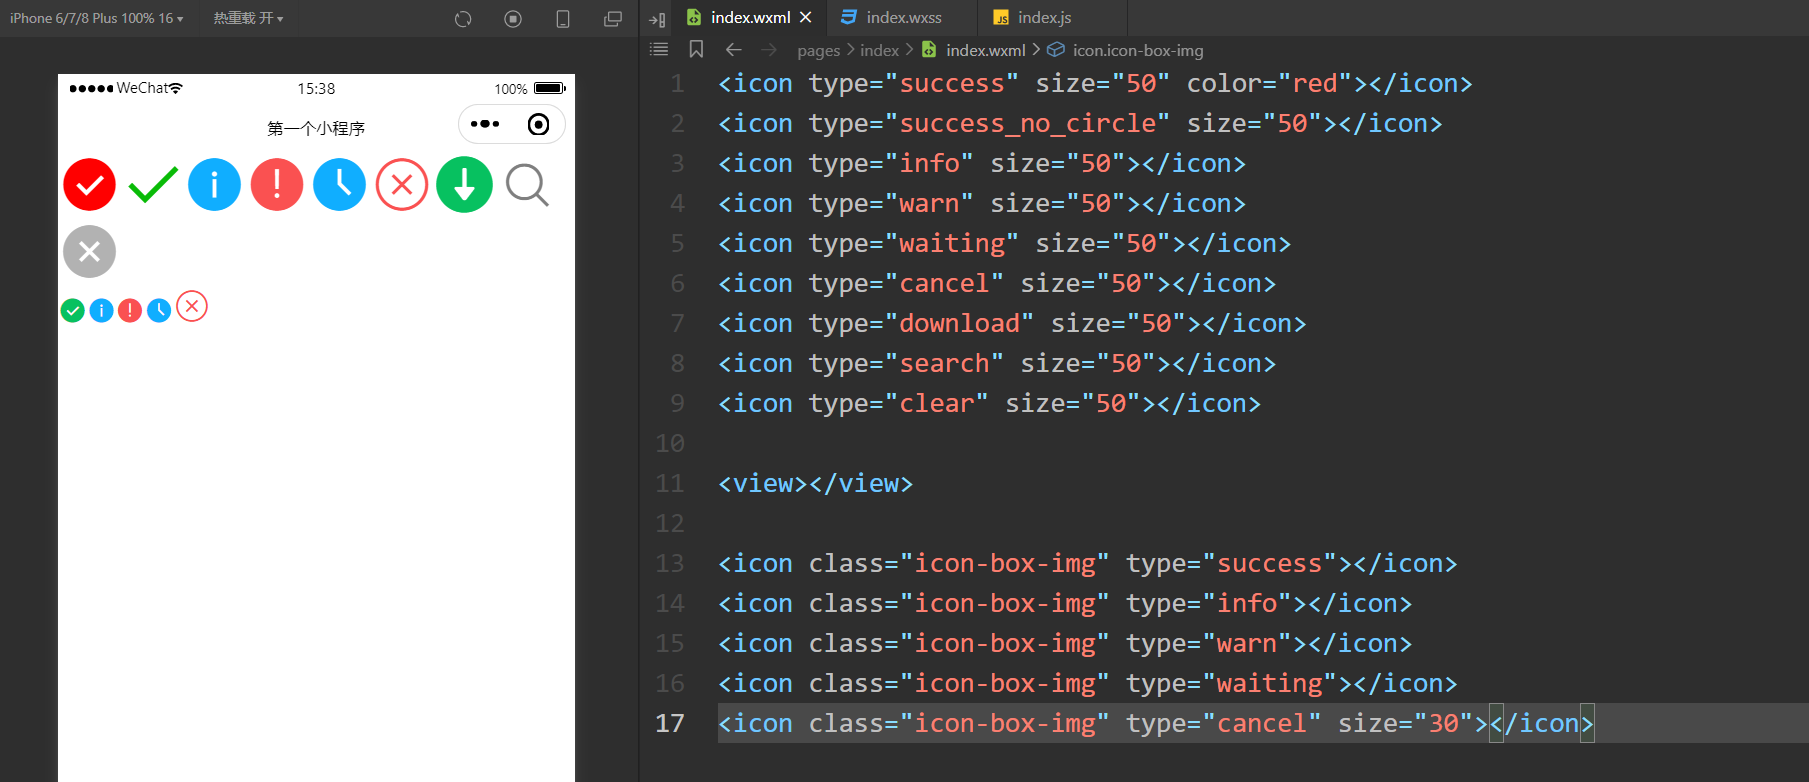 iPhone 6/7/8 Plus 100% 16 热重载 开
WeChat 15:38 100%
第一个小程序
index.wxml index.wxss JS index.js
pages index index.wxml icon.icon-box-img
1 <icon type="success" size="50" color="red"></icon>
2 <icon type="success_no_circle" size="50"></icon>
3 <icon type="info" size="50"></icon>
4 <icon type="warn" size="50"></icon>
5 <icon type="waiting" size="50"></icon>
6 <icon type="cancel" size="50"></icon>
7 <icon type="download" size="50"></icon>
8 <icon type="search" size="50"></icon>
9 <icon type="clear" size="50"></icon>
10
11 <view></view>
12
13 <icon class="icon-box-img" type="success"></icon>
14 <icon class="icon-box-img" type="info"></icon>
15 <icon class="icon-box-img" type="warn"></icon>
16 <icon class="icon-box-img" type="waiting"></icon>
17 <icon class="icon-box-img" type="cancel" size="30"></icon>